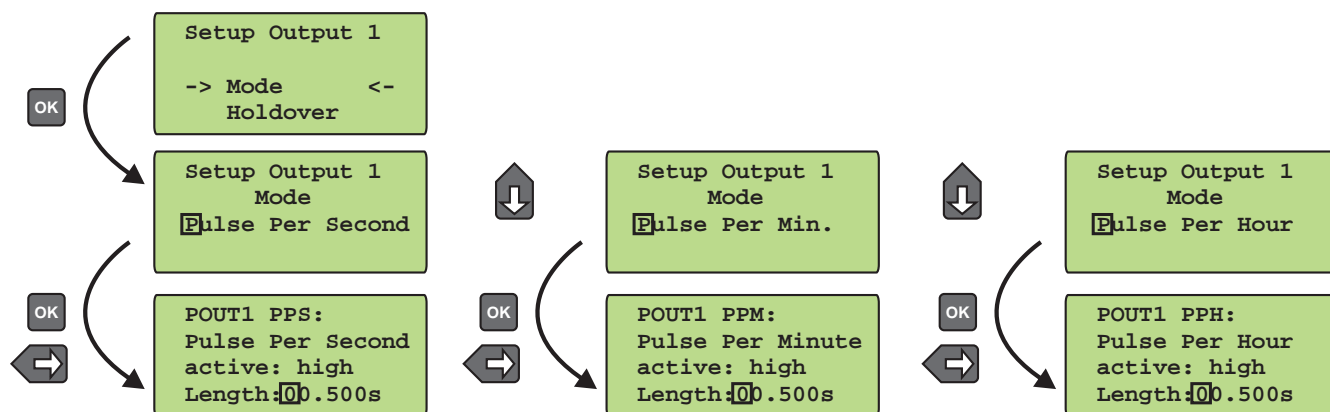 Setup Output 1
-> Mode <-
Holdover
OK
Setup Output 1
Mode
Pulse Per Second
OK
POUT1 PPS:
Pulse Per Second
active: high
Length:00.500s
Setup Output 1
Mode
Pulse Per Min.
OK
POUT1 PPM:
Pulse Per Minute
active: high
Length:00.500s
Setup Output 1
Mode
Pulse Per Hour
OK
POUT1 PPH:
Pulse Per Hour
active: high
Length:00.500s